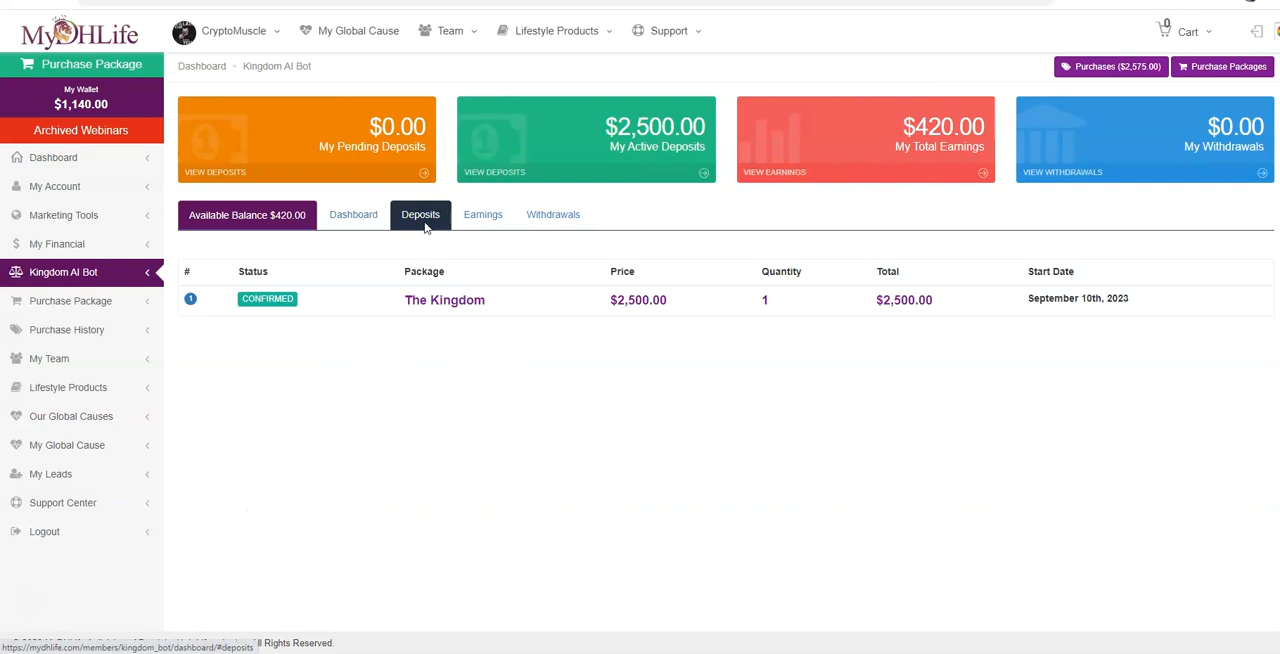 MyDHLife
CryptoMuscle
My Global Cause
Team
Lifestyle Products
Support
0
Cart
Purchase Package
My Wallet
$1,140.00
Archived Webinars
Dashboard
My Account
Marketing Tools
My Financial
Kingdom AI Bot
Purchase Package
Purchase History
My Team
Lifestyle Products
Our Global Causes
My Global Cause
My Leads
Support Center
Logout
Dashboard • Kingdom AI Bot
Purchases ($2,575.00)
Purchase Packages
$0.00
My Pending Deposits
VIEW DEPOSITS
$2,500.00
My Active Deposits
VIEW DEPOSITS
$420.00
My Total Earnings
VIEW EARNINGS
$0.00
My Withdrawals
VIEW WITHDRAWALS
Available Balance $420.00
Dashboard
Deposits
Earnings
Withdrawals
# Status Package Price Quantity Total Start Date
1 CONFIRMED The Kingdom $2,500.00 1 $2,500.00 September 10th, 2023
All Rights Reserved.
https://mydhlife.com/members/kingdom_bot/dashboard/#deposits